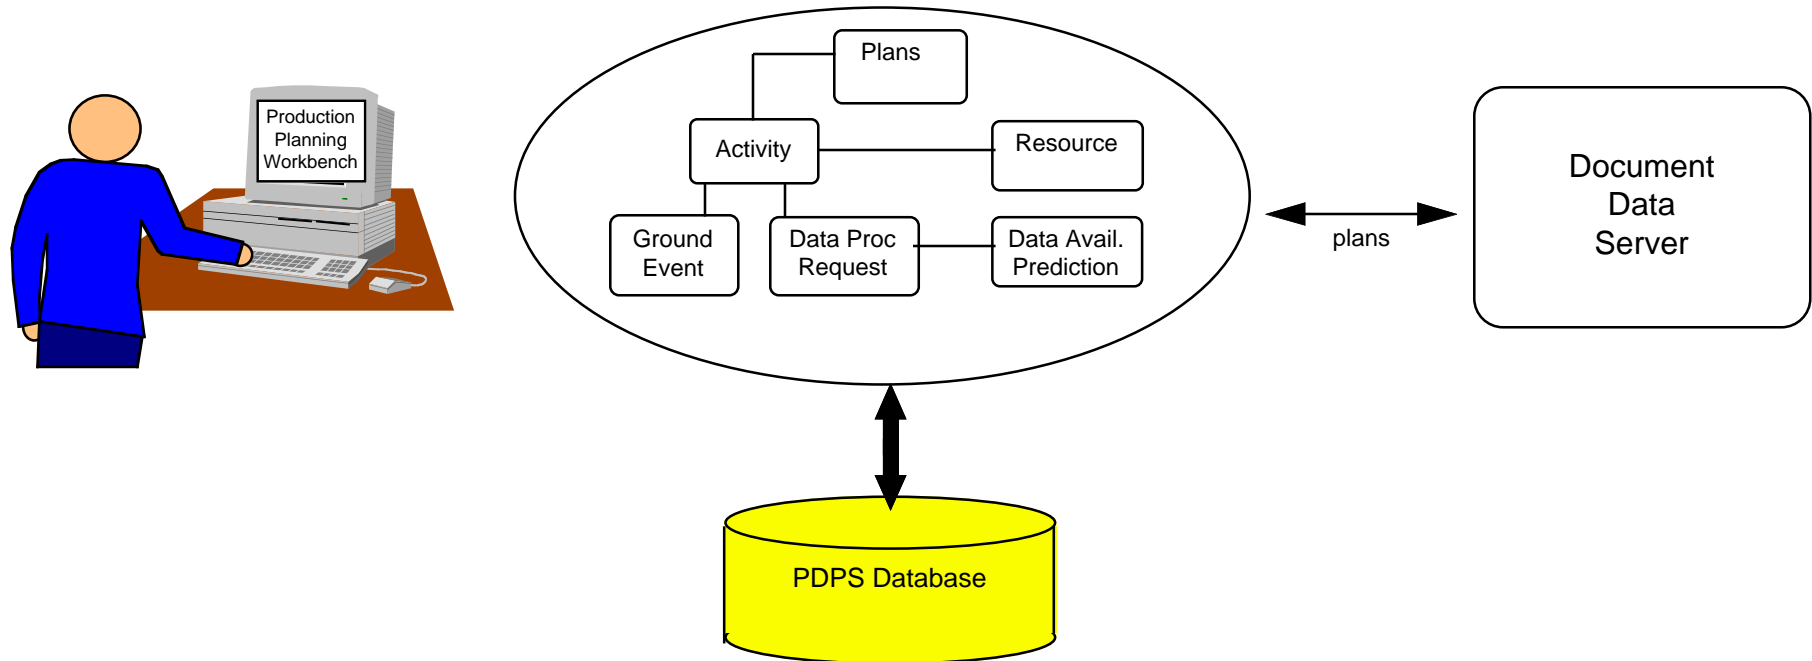 Production
Planning
Workbench
Plans
Activity
Resource
Ground
Event
Data Proc
Request
Data Avail.
Prediction
plans
Document
Data
Server
PDPS Database